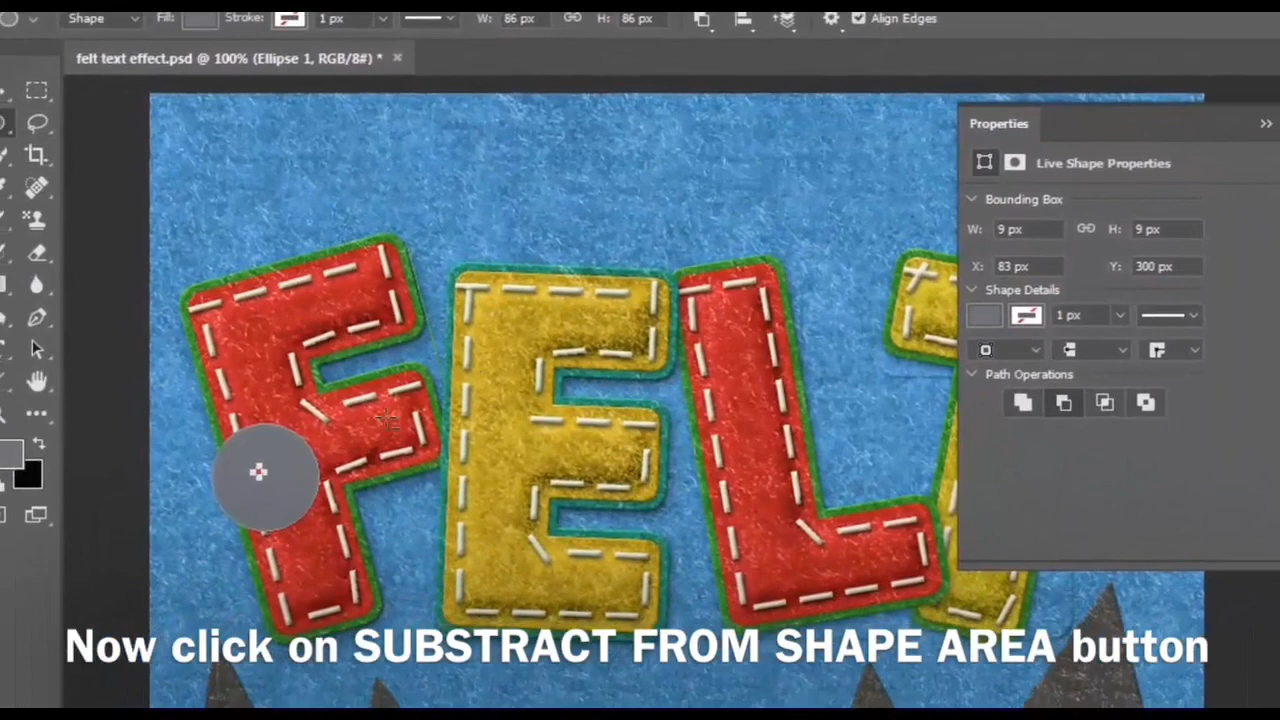 Shape Fill: Stroke: 1 px W: 86 px H: 86 px Align Edges
felt text effect.psd @ 100% (Ellipse 1, RGB/8#) * ×
Properties
Live Shape Properties
Bounding Box
W: 9 px H: 9 px
X: 83 px Y: 300 px
Shape Details
1 px
Path Operations
FELT
Now click on SUBSTRACT FROM SHAPE AREA button